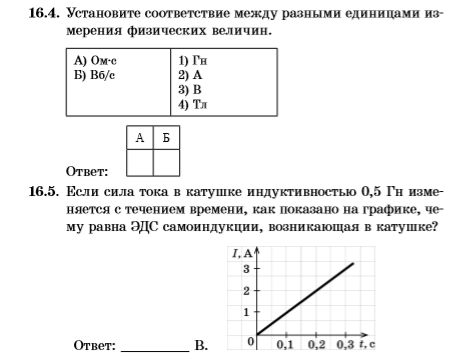 16.4. Установите соответствие между разными единицами из-
мерения физических величин.
А) Ом·с 1) Гн
Б) Вб/с 2) А
3) В
4) Тл
А Б
Ответ:
16.5. Если сила тока в катушке индуктивностью 0,5 Гн изме-
няется с течением времени, как показано на графике, че-
му равна ЭДС самоиндукции, возникающая в катушке?
I, А
3
2
1
0 0,1 0,2 0,3 t, с
Ответ: __________ В.